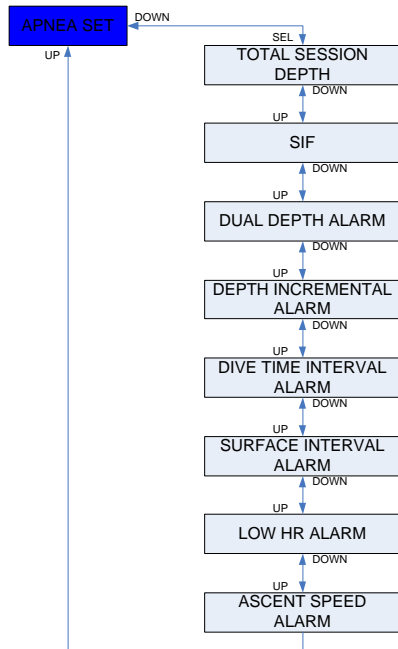 APNEA SET
DOWN
UP
SEL
TOTAL SESSION
DEPTH
DOWN
UP
SIF
DOWN
UP
DUAL DEPTH ALARM
DOWN
UP
DEPTH INCREMENTAL
ALARM
DOWN
UP
DIVE TIME INTERVAL
ALARM
DOWN
UP
SURFACE INTERVAL
ALARM
DOWN
UP
LOW HR ALARM
DOWN
UP
ASCENT SPEED
ALARM